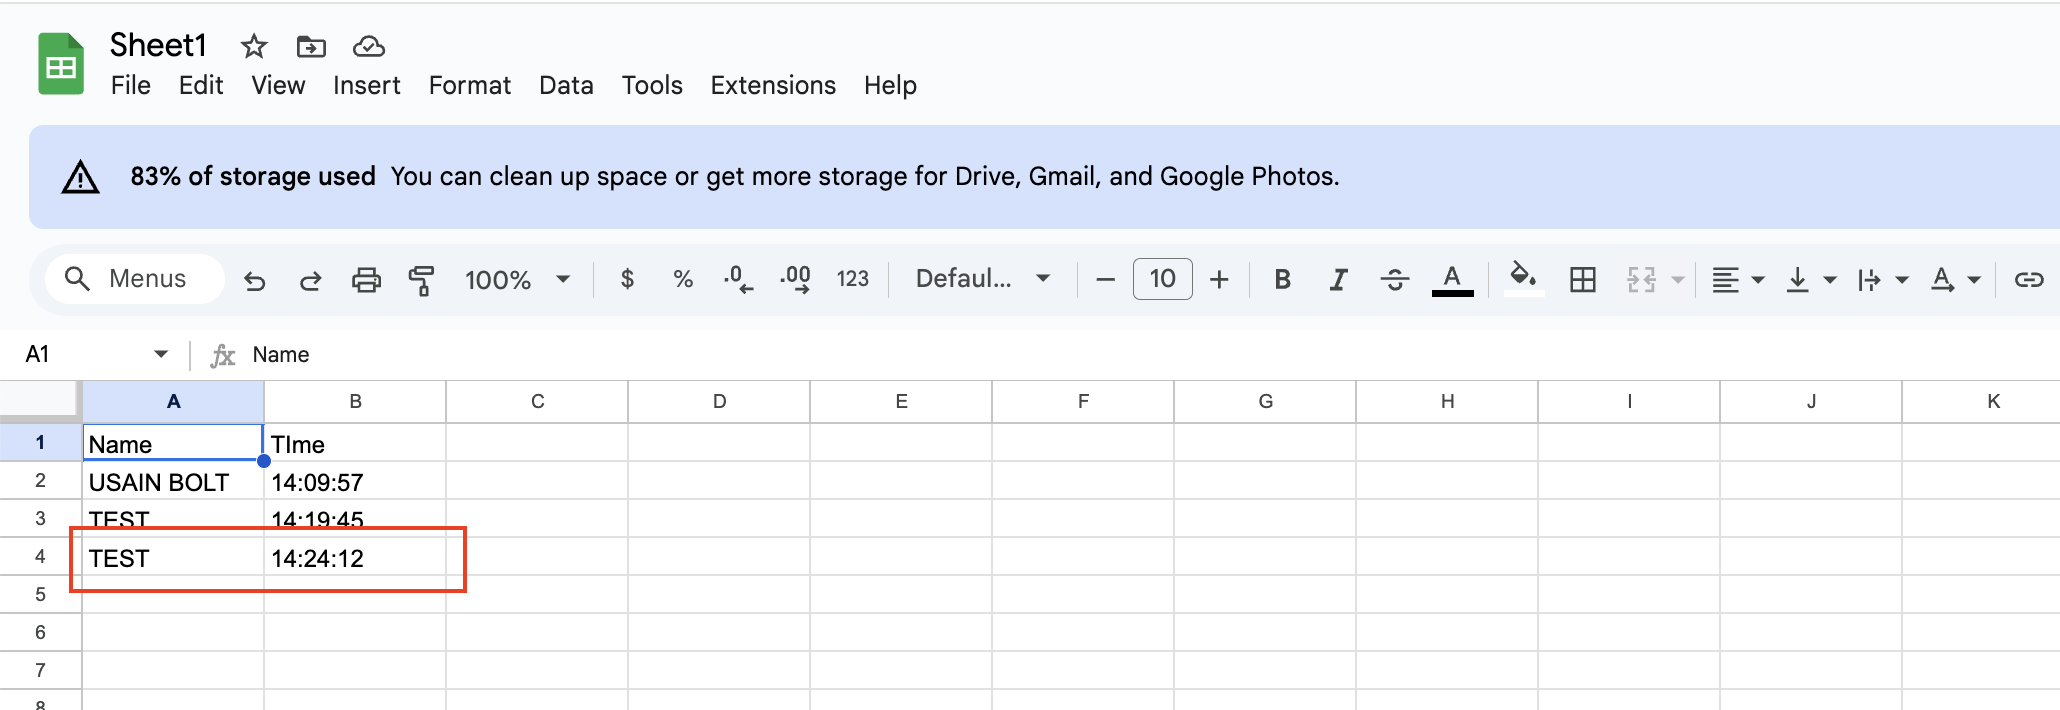 Sheet1
File Edit View Insert Format Data Tools Extensions Help
83% of storage used You can clean up space or get more storage for Drive, Gmail, and Google Photos.
Menus 100% $ % .0 .00 123 Defaul... 10 B I S A A
A1 fx Name
A B C D E F G H I J K
1 Name TIme
2 USAIN BOLT 14:09:57
3 TEST 14:19:45
4 TEST 14:24:12
5
6
7
8